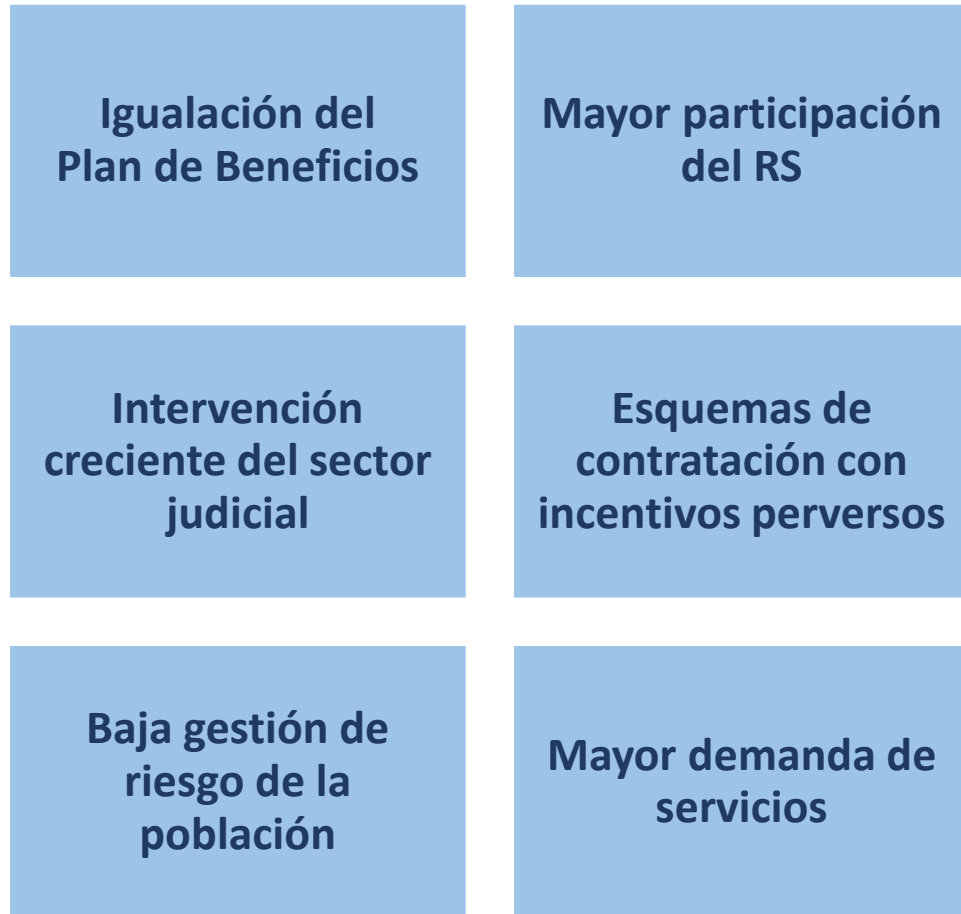 Igualación del
Plan de Beneficios
Mayor participación
del RS
Intervención
creciente del sector
judicial
Esquemas de
contratación con
incentivos perversos
Baja gestión de
riesgo de la
población
Mayor demanda de
servicios